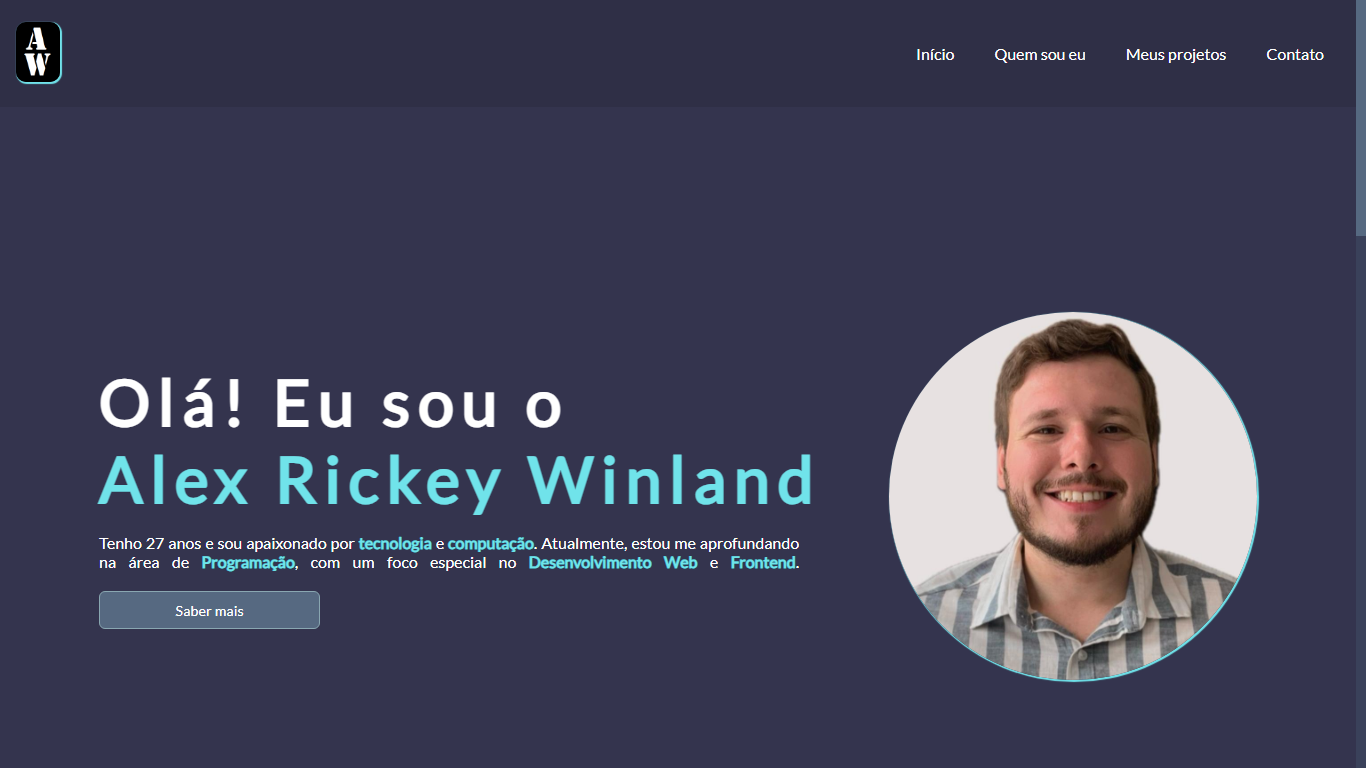 A
W
Início Quem sou eu Meus projetos Contato
Olá! Eu sou o
Alex Rickey Winland
Tenho 27 anos e sou apaixonado por tecnologia e computação. Atualmente, estou me aprofundando
na área de Programação, com um foco especial no Desenvolvimento Web e Frontend.
Saber mais